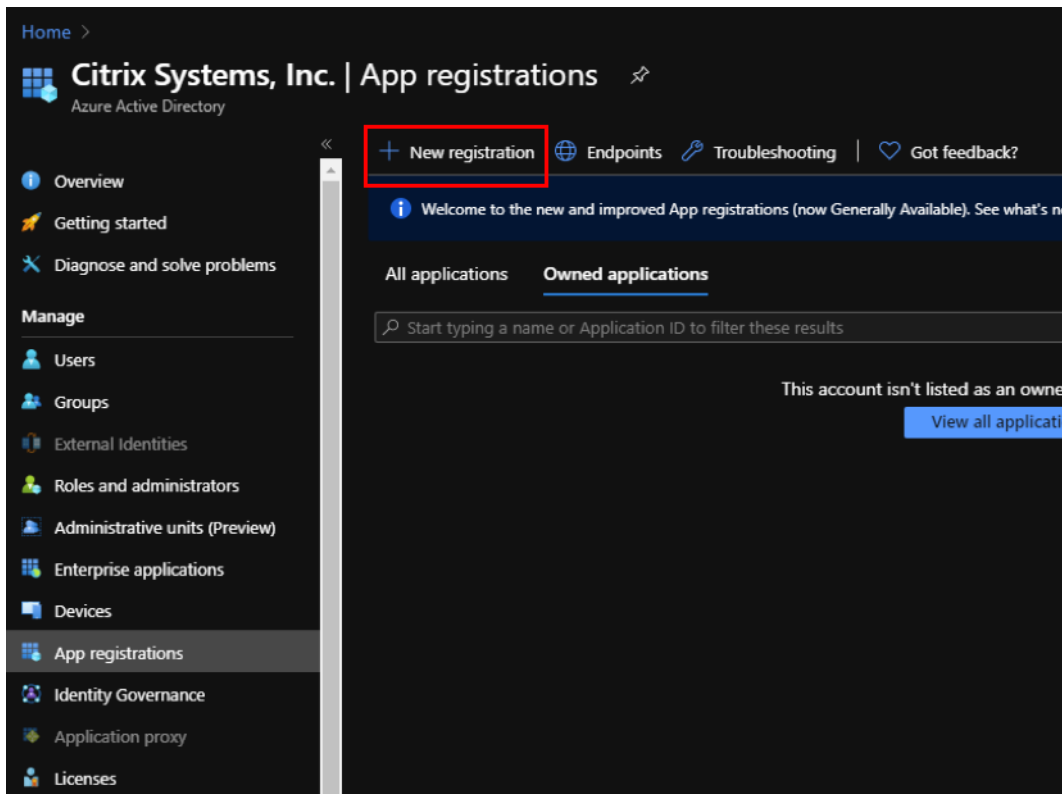 Home >
Citrix Systems, Inc. | App registrations
Azure Active Directory
«
+ New registration Endpoints Troubleshooting | Got feedback?
Welcome to the new and improved App registrations (now Generally Available). See what's
All applications Owned applications
Start typing a name or Application ID to filter these results
This account isn't listed as an
View all
Overview
Getting started
Diagnose and solve problems
Manage
Users
Groups
External Identities
Roles and administrators
Administrative units (Preview)
Enterprise applications
Devices
App registrations
Identity Governance
Application proxy
Licenses